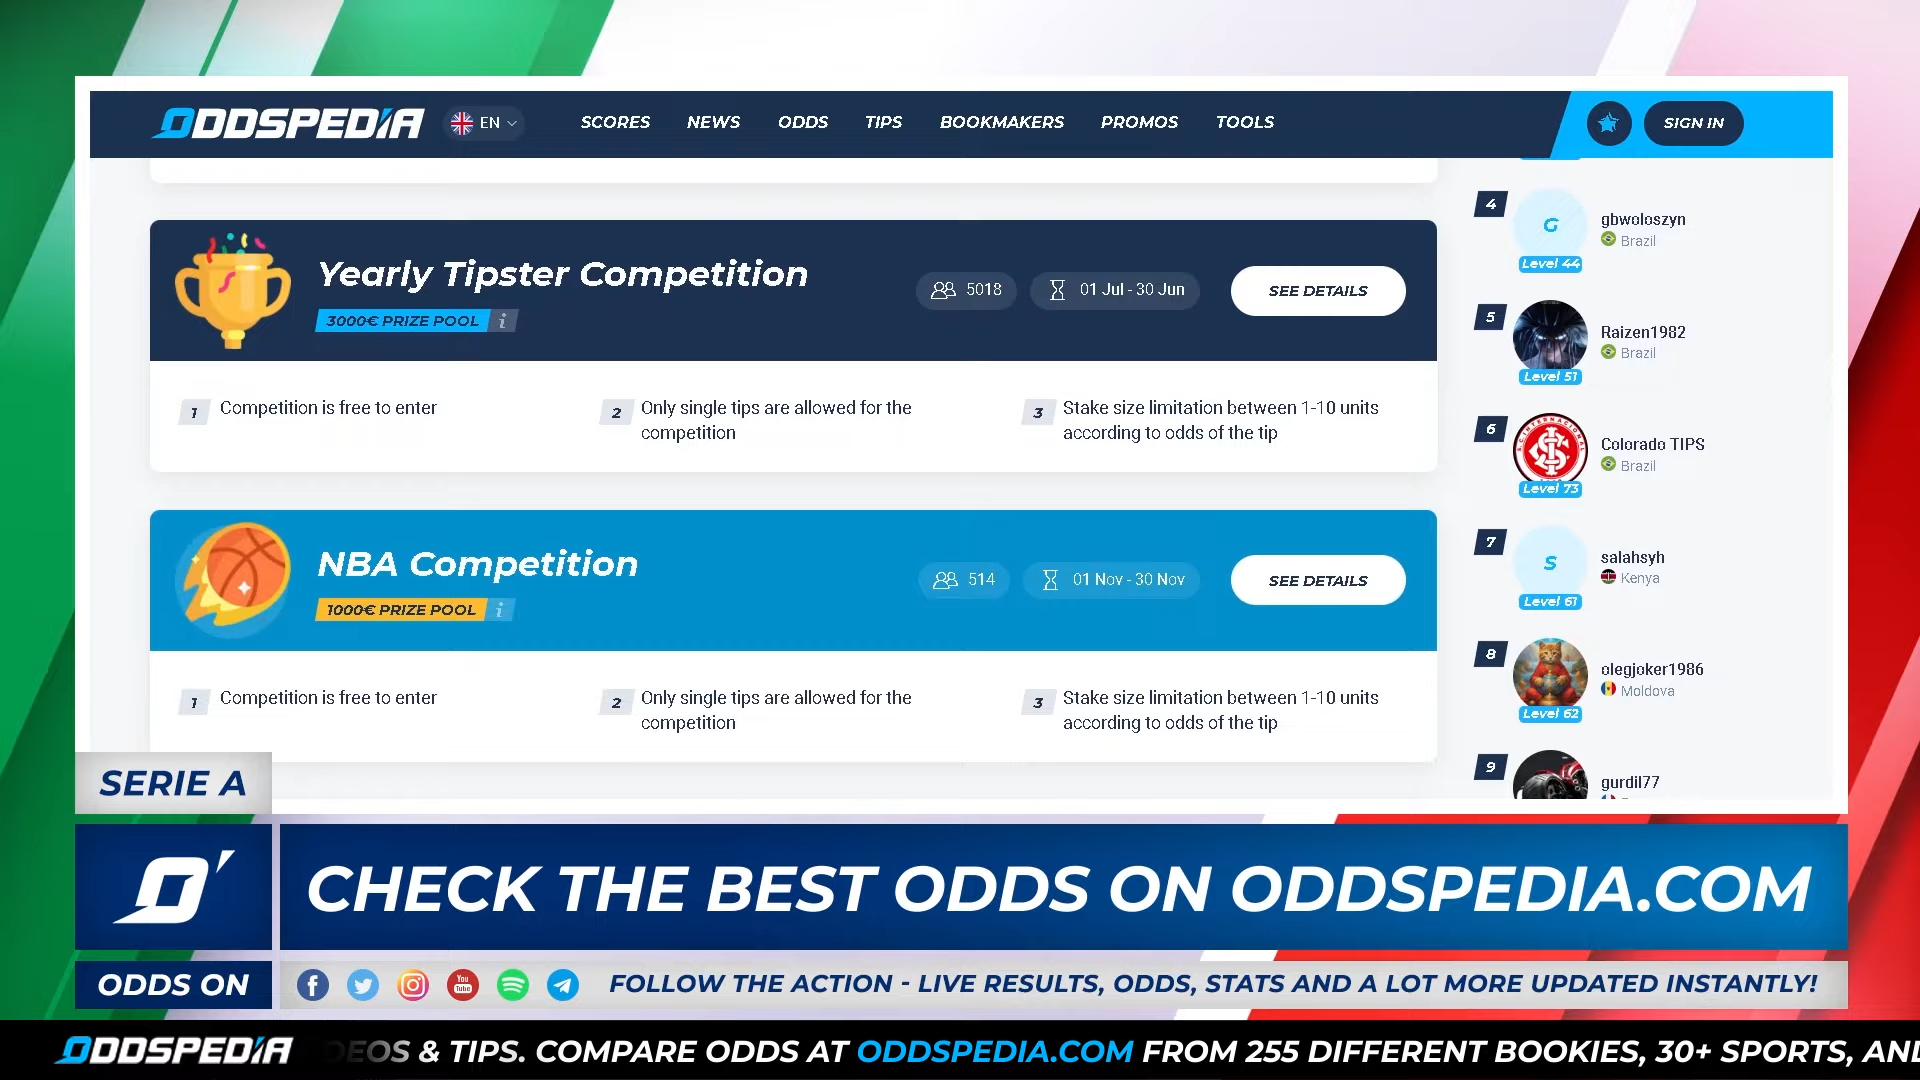 ODDSPEDIA
EN
SCORES
NEWS
ODDS
TIPS
BOOKMAKERS
PROMOS
TOOLS
SIGN IN
Yearly Tipster Competition
3000€ PRIZE POOL
i
5018
01 Jul - 30 Jun
SEE DETAILS
1
Competition is free to enter
2
Only single tips are allowed for the
competition
3
Stake size limitation between 1-10 units
according to odds of the tip
NBA Competition
1000€ PRIZE POOL
i
514
01 Nov - 30 Nov
SEE DETAILS
1
Competition is free to enter
2
Only single tips are allowed for the
competition
3
Stake size limitation between 1-10 units
according to odds of the tip
4
G
gbwoloszyn
Brazil
Level 44
5
Raizen1982
Brazil
Level 51
6
Colorado TIPS
Brazil
Level 73
7
S
salahsyh
Kenya
Level 61
8
olegjoker1986
Moldova
Level 62
9
gurdil77
SERIE A
O'
CHECK THE BEST ODDS ON ODDSPEDIA.COM
ODDS ON
You
Tube
FOLLOW THE ACTION - LIVE RESULTS, ODDS, STATS AND A LOT MORE UPDATED INSTANTLY!
ODDSPEDIA
DEOS & TIPS. COMPARE ODDS AT ODDSPEDIA.COM FROM 255 DIFFERENT BOOKIES, 30+ SPORTS, AND